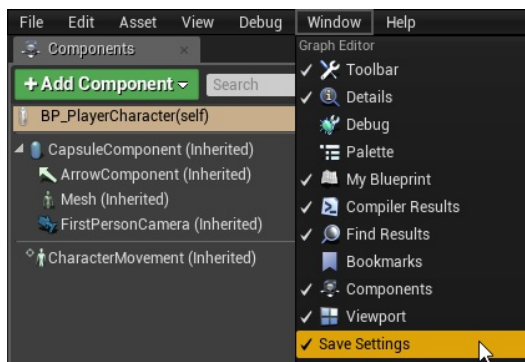 File Edit Asset View Debug Window Help
Components
+Add Component
Search
BP_PlayerCharacter(self)
CapsuleComponent (Inherited)
ArrowComponent (Inherited)
Mesh (Inherited)
FirstPersonCamera (Inherited)
CharacterMovement (Inherited)
Graph Editor
Toolbar
Details
Debug
Palette
My Blueprint
Compiler Results
Find Results
Bookmarks
Components
Viewport
Save Settings